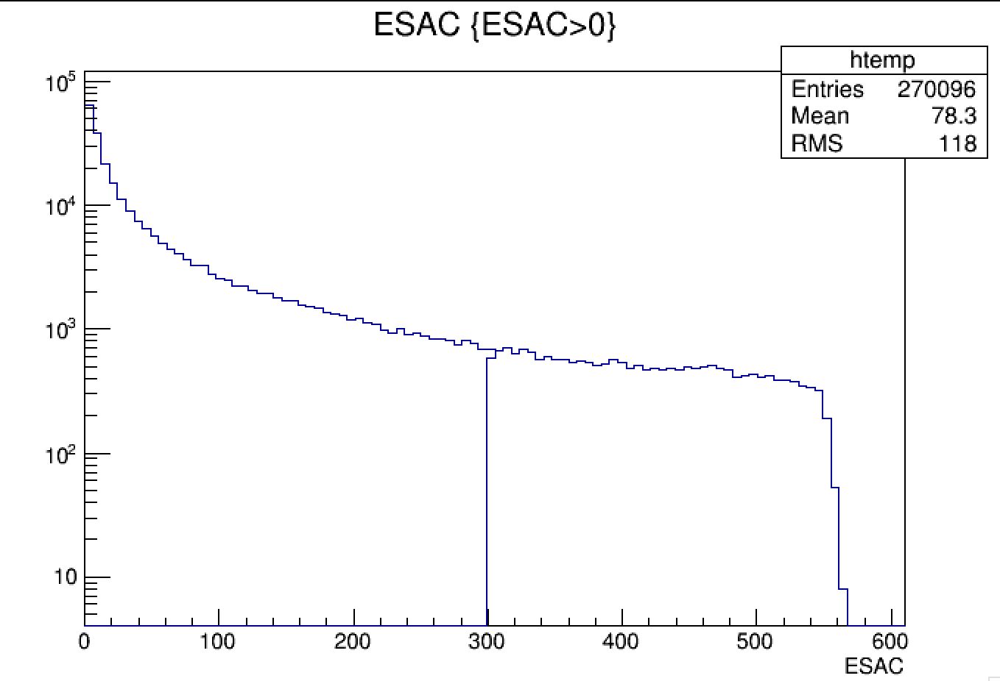 ESAC {ESAC>0}
htemp
Entries 270096
Mean 78.3
RMS 118
10⁵
10⁴
10³
10²
10
0 100 200 300 400 500 600
ESAC